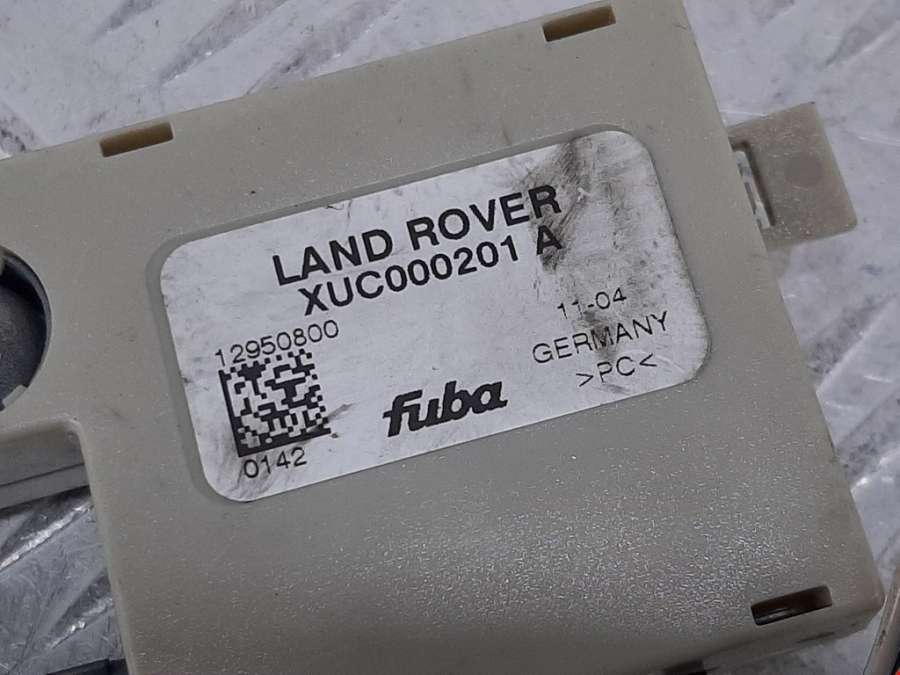 LAND ROVER
XUC000201 A
12950800
11-04
GERMANY
>PC<
fuba
0142